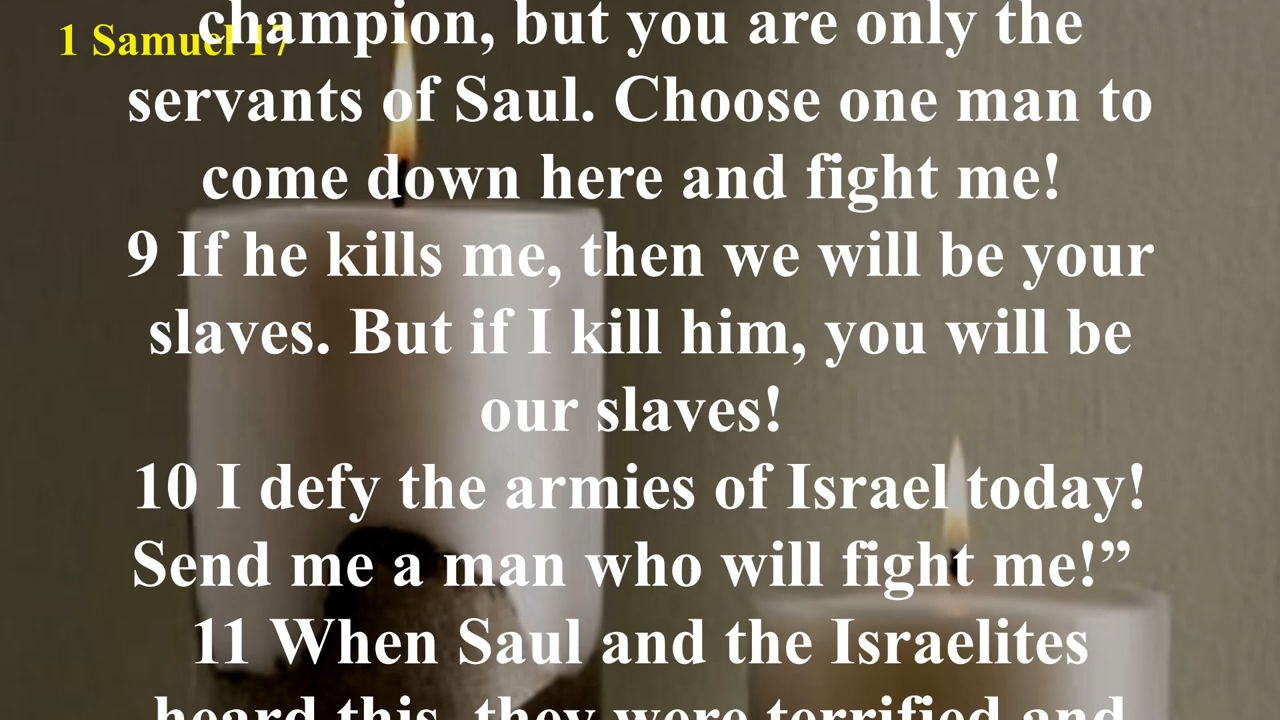 1 Samuel 17
champion, but you are only the
servants of Saul. Choose one man to
come down here and fight me!
9 If he kills me, then we will be your
slaves. But if I kill him, you will be
our slaves!
10 I defy the armies of Israel today!
Send me a man who will fight me!”
11 When Saul and the Israelites
heard this, they were terrified and